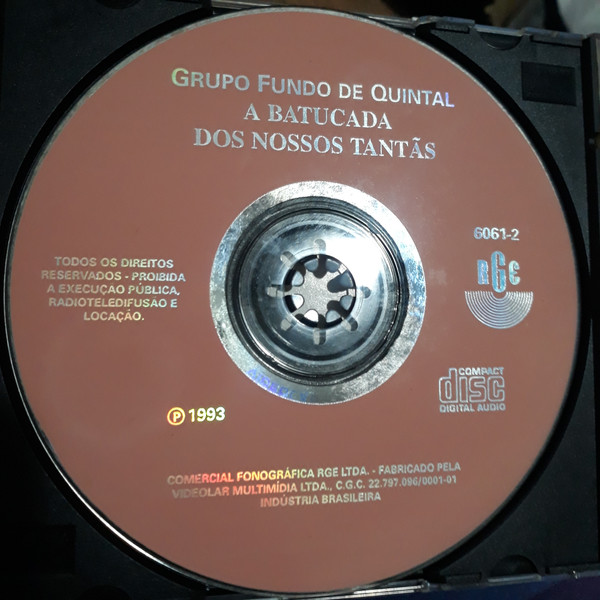 GRUPO FUNDO DE QUINTAL
A BATUCADA
DOS NOSSOS TANTÃS
6061-2
RGE
TODOS OS DIREITOS
RESERVADOS - PROIBIDA
A EXECUÇAO PÚBLICA,
RADIOTELEDIFUSÃO E
LOCAÇÃO.
COMPACT
disc
DIGITAL AUDIO
P 1993
COMERCIAL FONOGRÁFICA RGE LTDA. - FABRICADO PELA
VIDEOLAR MULTIMÍDIA LTDA., C.G.C. 22.797.096/0001-01
INDÚSTRIA BRASILEIRA